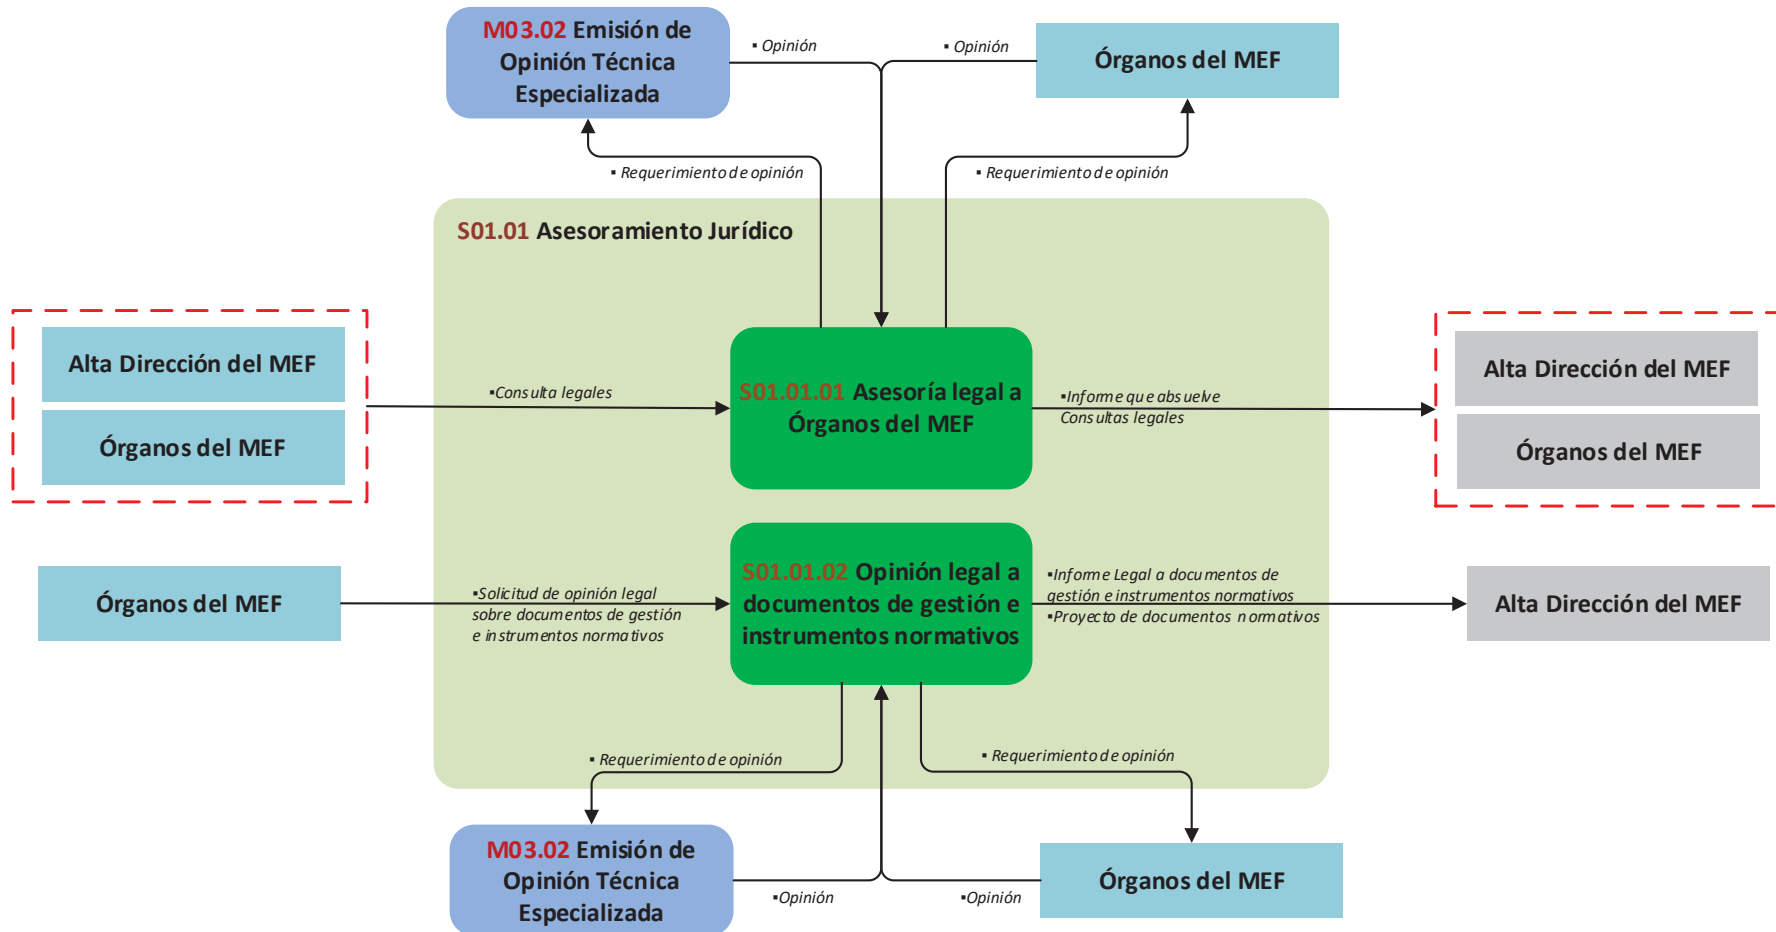 M03.02 Emisión de
Opinión Técnica
Especializada
▪ Opinión
▪ Opinión
Órganos del MEF
▪ Requerimiento de opinión
▪ Requerimiento de opinión
S01.01 Asesoramiento Jurídico
Alta Dirección del MEF
Órganos del MEF
▪Consulta legales
S01.01.01 Asesoría legal a
Órganos del MEF
▪Informe que absuelve
Consultas legales
Alta Dirección del MEF
Órganos del MEF
Órganos del MEF
▪Solicitud de opinión legal
sobre documentos de gestión
e instrumentos normativos
S01.01.02 Opinión legal a
documentos de gestión e
instrumentos normativos
▪Informe Legal a documentos de
gestión e instrumentos normativos
▪Proyecto de documentos normativos
Alta Dirección del MEF
▪ Requerimiento de opinión
▪ Requerimiento de opinión
M03.02 Emisión de
Opinión Técnica
Especializada
▪Opinión
▪Opinión
Órganos del MEF